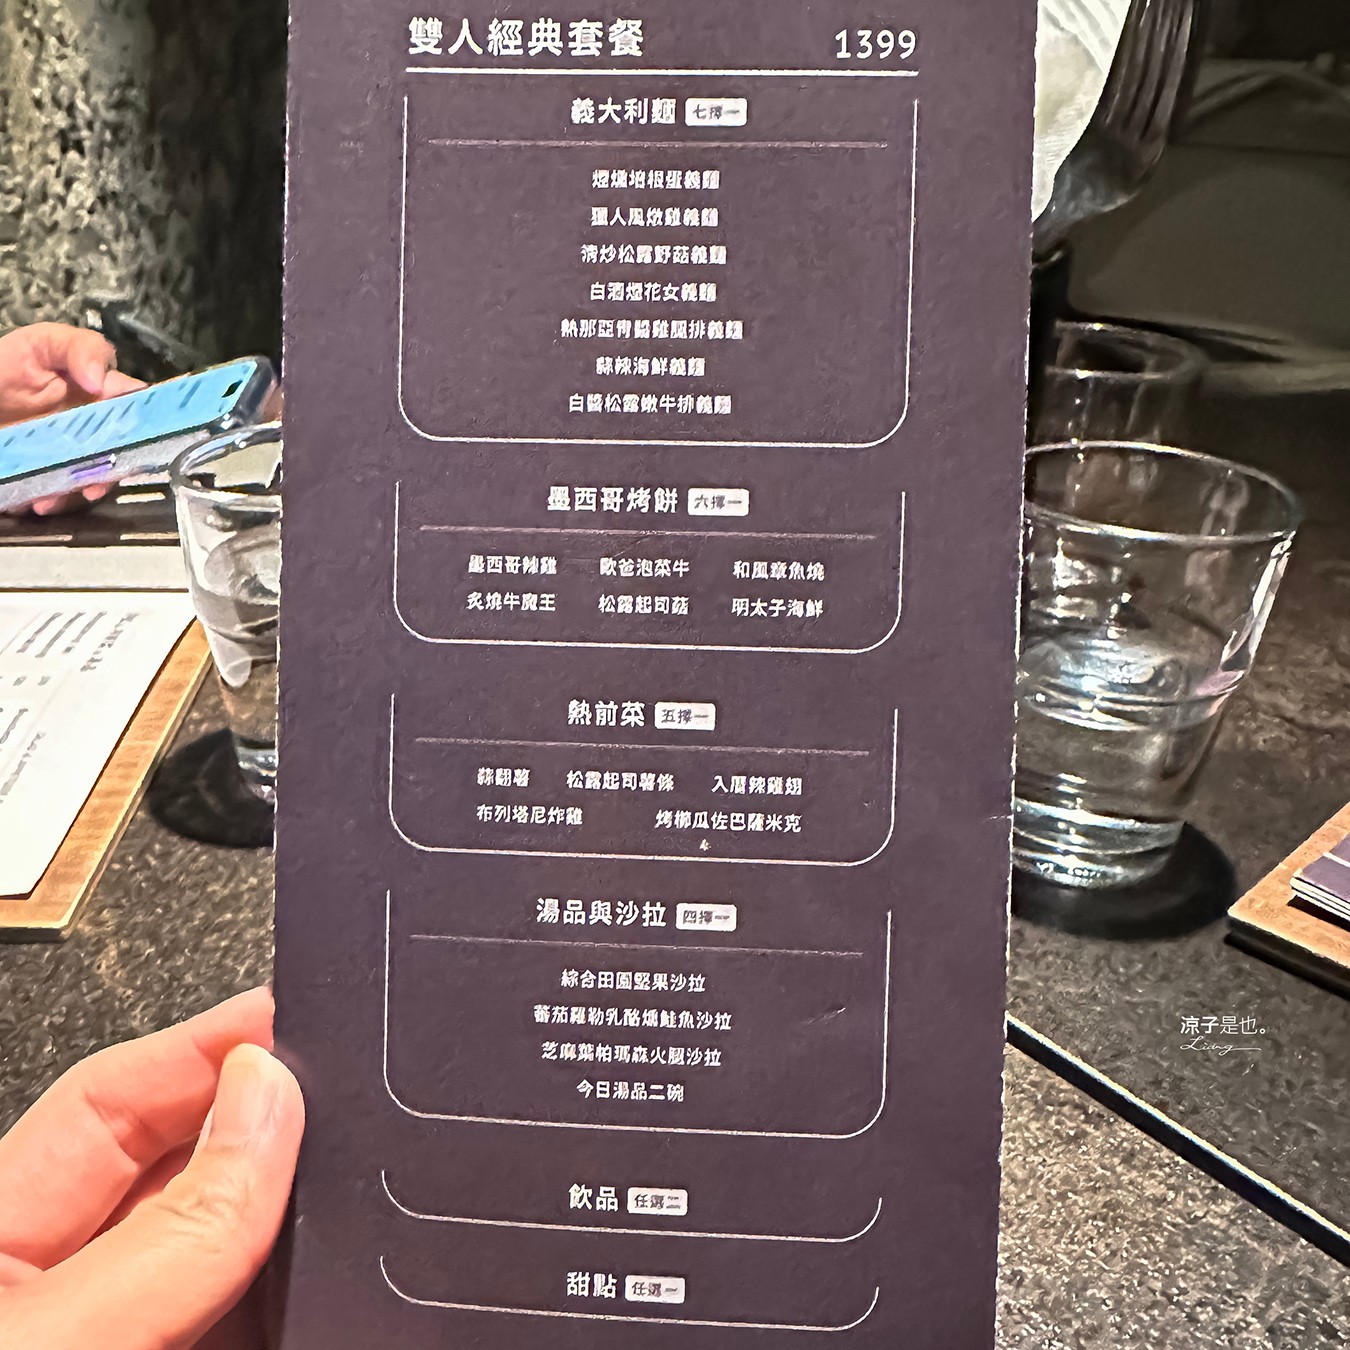 雙人經典套餐 1399
義大利麵 七擇一
煙燻培根蛋義麵
獵人風燉雞義麵
清炒松露野菇義麵
白酒煙花女義麵
熱那亞青醬雞腿排義麵
蒜辣海鮮義麵
白醬松露嫩牛排義麵
墨西哥烤餅 六擇一
墨西哥辣雞 歐爸泡菜牛 和風章魚燒
炙燒牛魔王 松露起司菇 明太子海鮮
熱前菜 五擇一
蒜翻薯 松露起司薯條 入厝辣雞翅
布列塔尼炸雞 烤櫛瓜佐巴薩米克
湯品與沙拉 四擇一
綜合田園堅果沙拉
蕃茄羅勒乳酪燻鮭魚沙拉
芝麻葉帕瑪森火腿沙拉
今日湯品二碗
飲品 任選二
甜點 任選一
涼子是也。
Liang